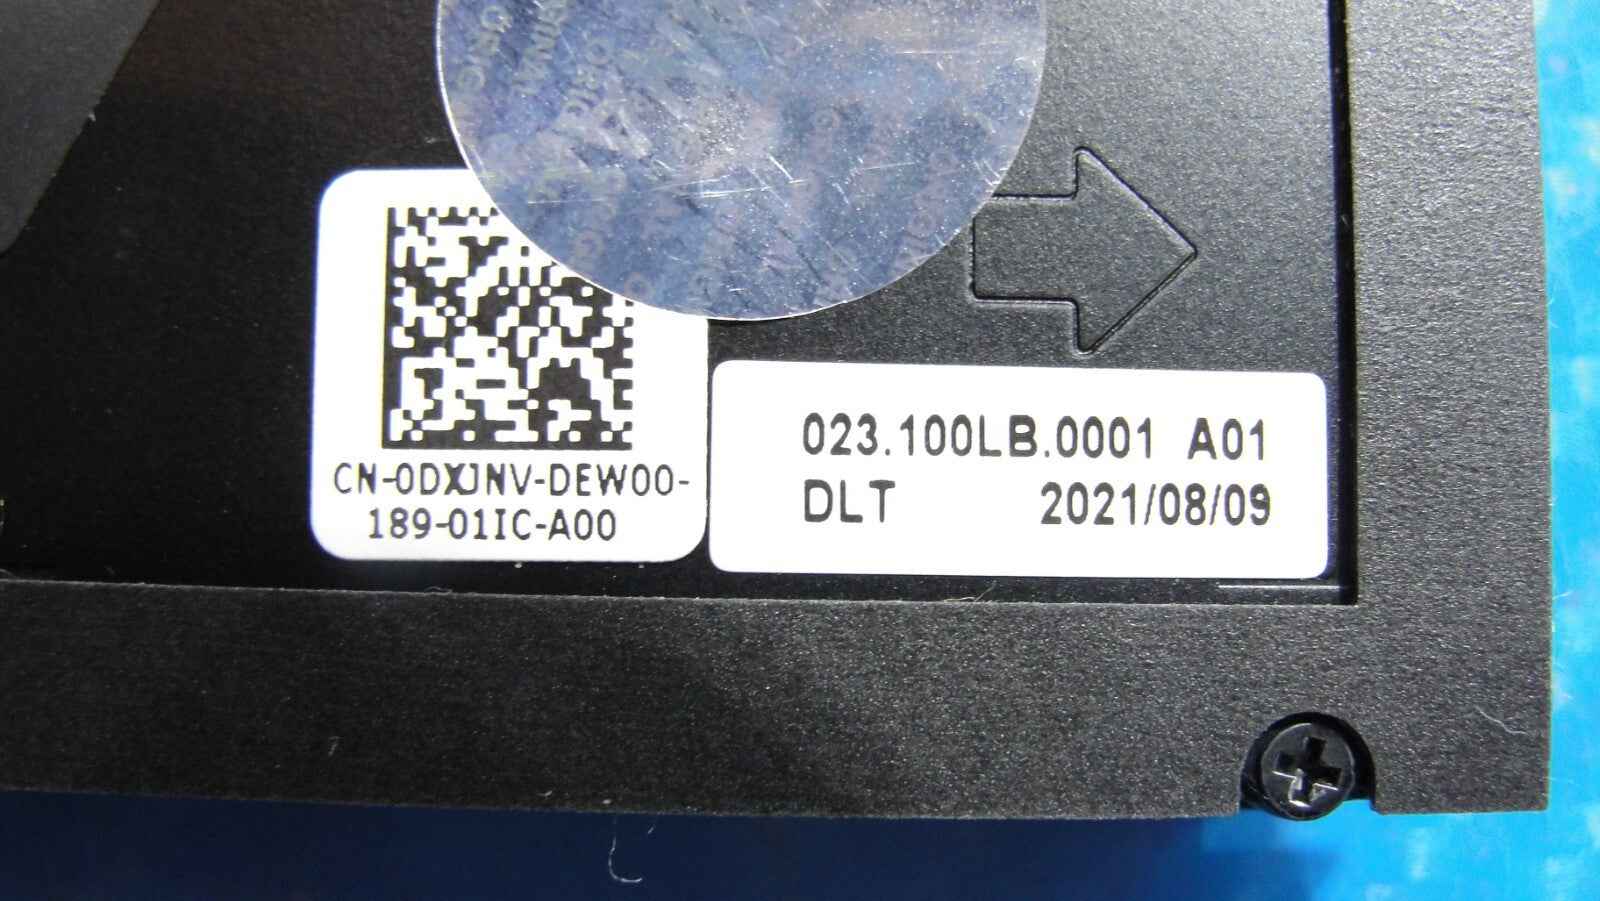 CN-0DXJNV-DEW00-
189-01IC-A00
023.100LB.0001 A01
DLT 2021/08/09